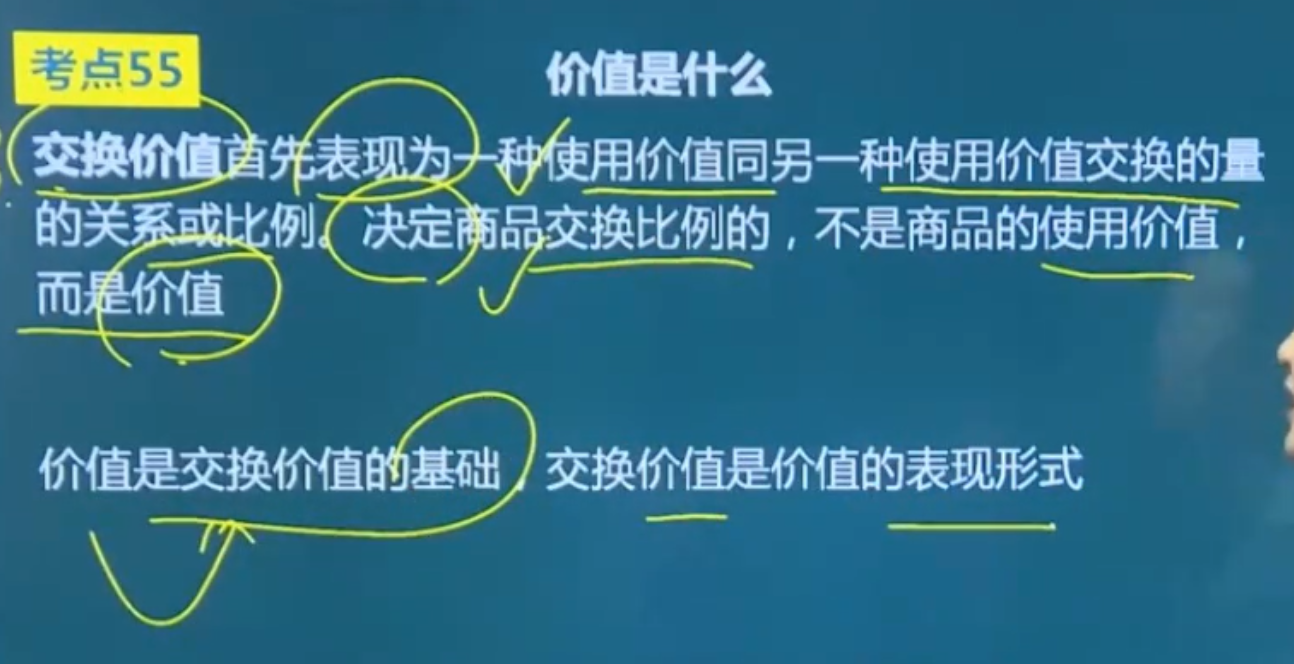 考点55
价值是什么
交换价值首先表现为一种使用价值同另一种使用价值交换的量
的关系或比例。决定商品交换比例的，不是商品的使用价值，
而是价值
价值是交换价值的基础，交换价值是价值的表现形式